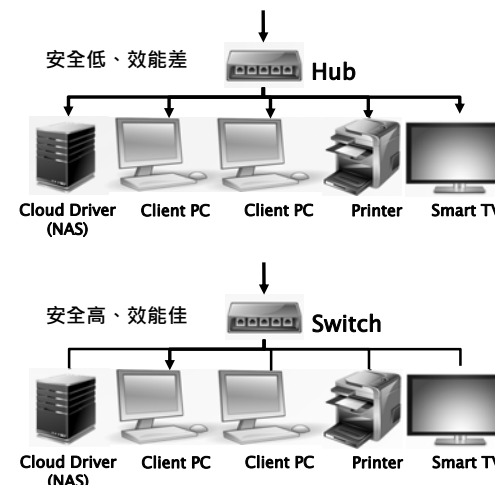 安全低、效能差
Hub
Cloud Driver Client PC Client PC Printer Smart TV
(NAS)
安全高、效能佳
Switch
Cloud Driver Client PC Client PC Printer Smart TV
(NAS)